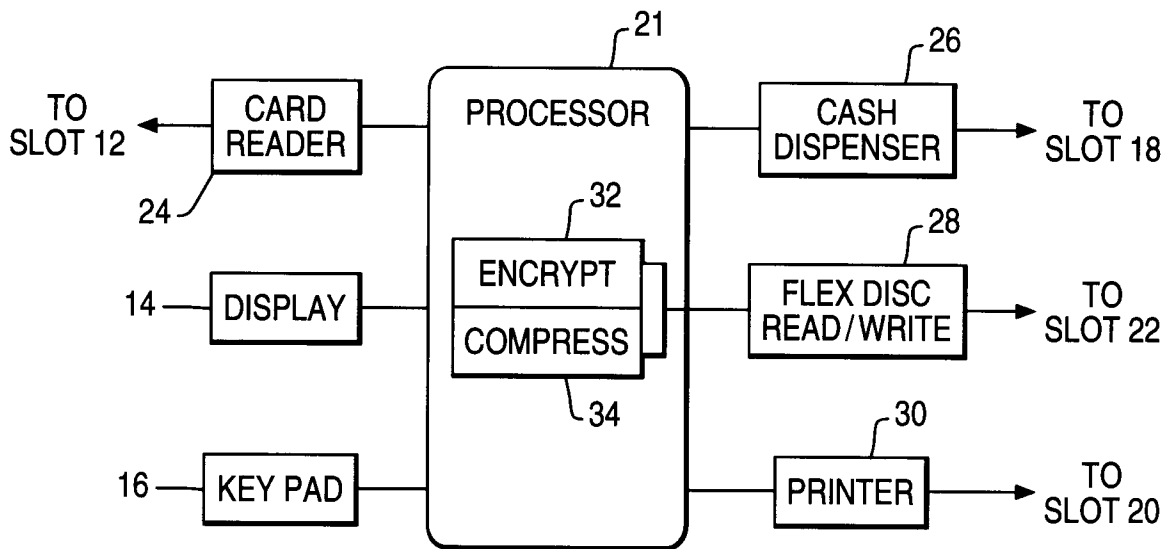 21
26
TO
SLOT 12
CARD
READER
PROCESSOR
CASH
DISPENSER
TO
SLOT 18
24
32
28
14
DISPLAY
ENCRYPT
COMPRESS
FLEX DISC
READ/WRITE
TO
SLOT 22
34
30
16
KEY PAD
PRINTER
TO
SLOT 20